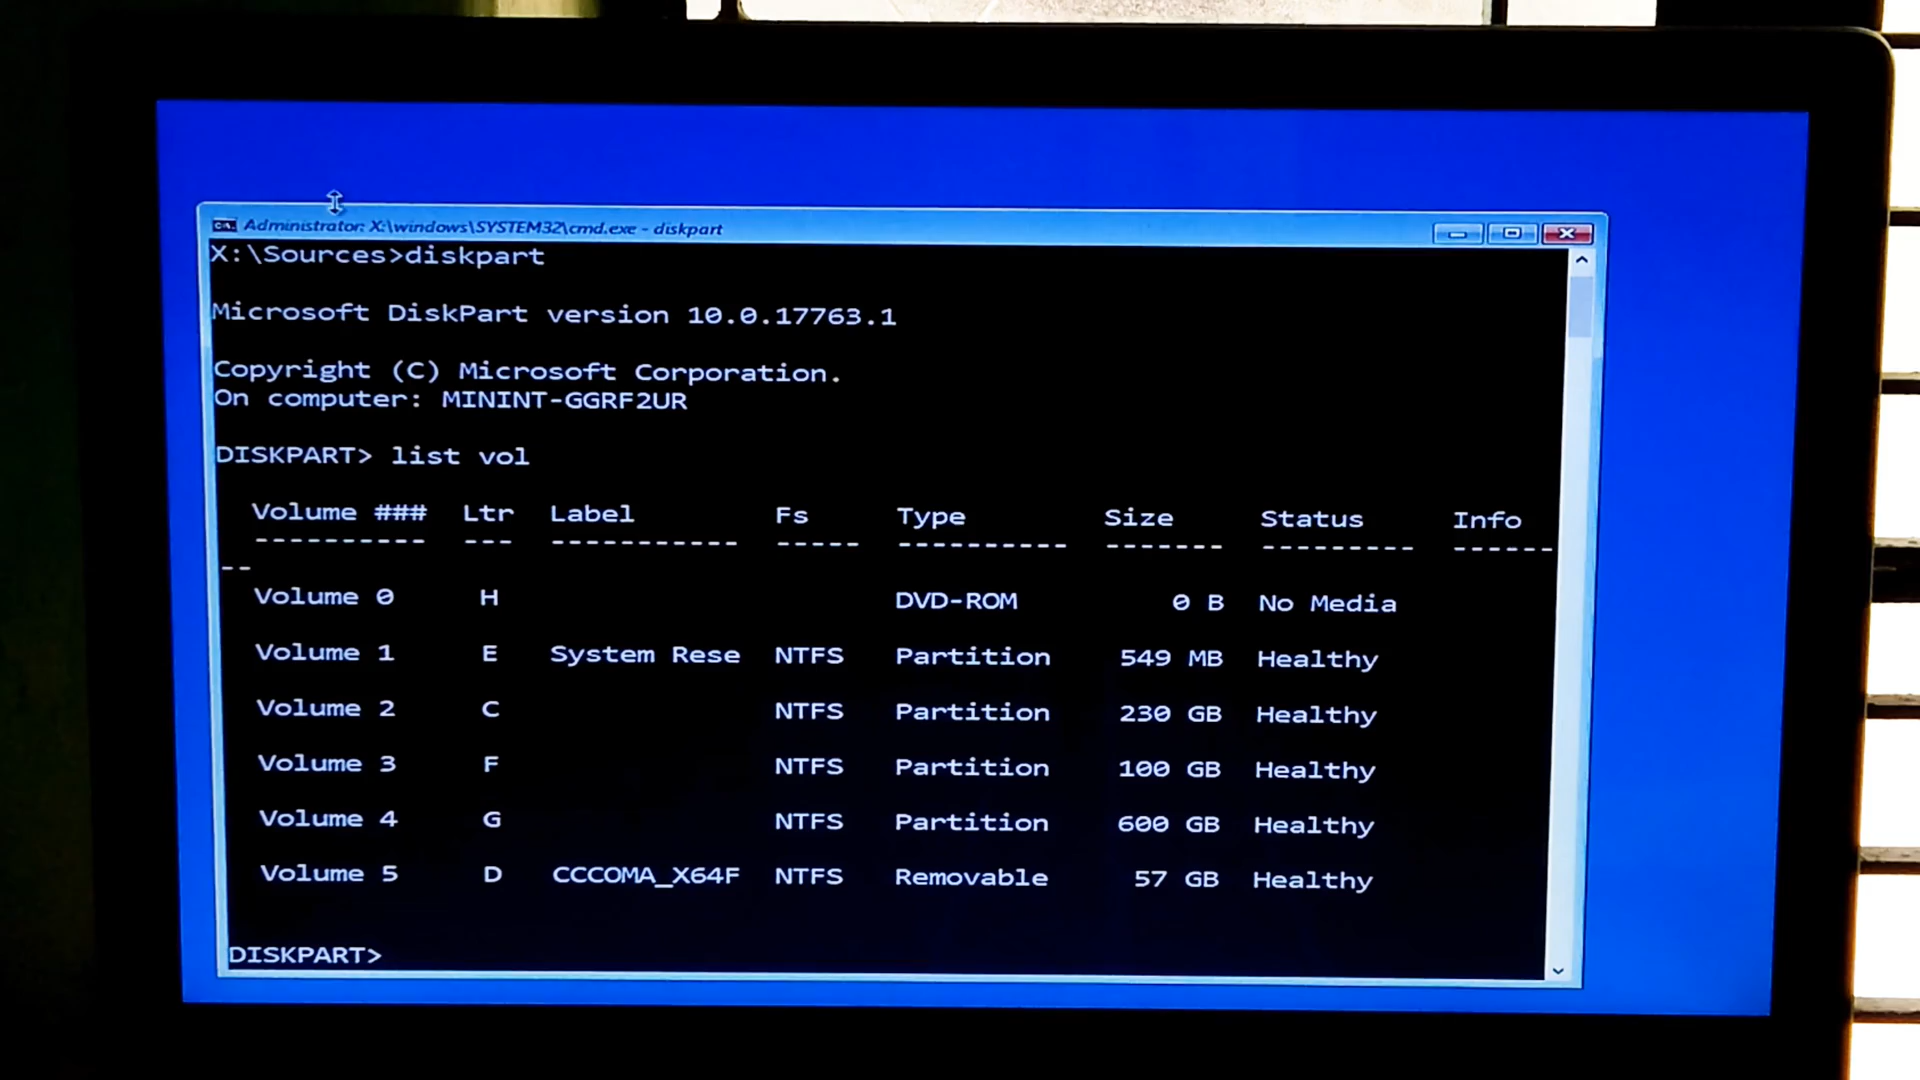 Administrator: X:\windows\SYSTEM32\cmd.exe - diskpart
X:\Sources>diskpart
Microsoft DiskPart version 10.0.17763.1
Copyright (C) Microsoft Corporation.
On computer: MININT-GGRF2UR
DISKPART> list vol
Volume ### Ltr Label Fs Type Size Status Info
---------- --- ----------- ----- ---------- ------- --------- ------
--
Volume 0 H DVD-ROM 0 B No Media
Volume 1 E System Rese NTFS Partition 549 MB Healthy
Volume 2 C NTFS Partition 230 GB Healthy
Volume 3 F NTFS Partition 100 GB Healthy
Volume 4 G NTFS Partition 600 GB Healthy
Volume 5 D CCCOMA_X64F NTFS Removable 57 GB Healthy
DISKPART>